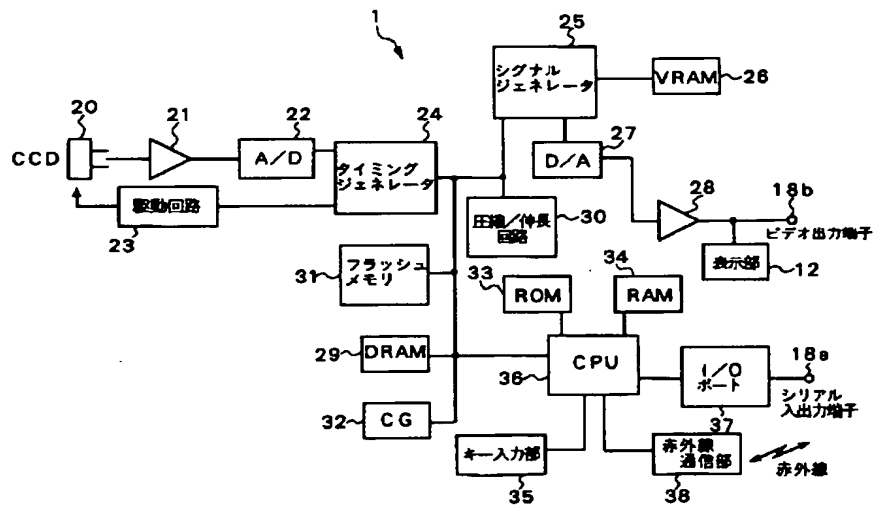 1
25
シグナル
ジェネレータ
VRAM
26
20
21
22
24
CCD
A/D
タイミング
ジェネレータ
D/A
27
駆動回路
23
圧縮/伸長
回路
30
28
18b
ビデオ出力端子
表示部
12
31
フラッシュ
メモリ
33
ROM
34
RAM
29
DRAM
36
CPU
I/O
ポート
37
18a
シリアル
入出力端子
32
CG
キー入力部
35
赤外線
通信部
38
赤外線